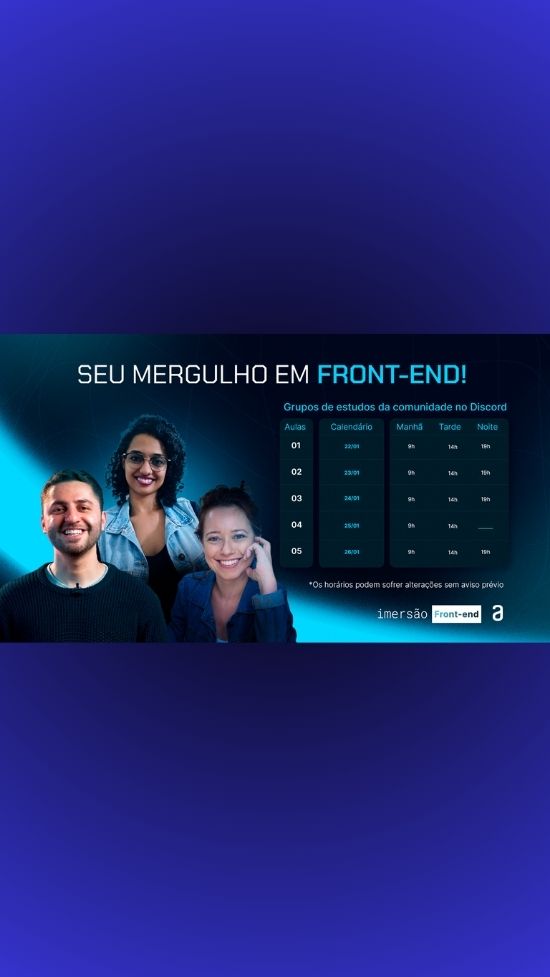 SEU MERGULHO EM FRONT-END!
Grupos de estudos da comunidade no Discord
Aulas Calendário Manhã Tarde Noite
01 22/01 9h 14h 19h
02 23/01 9h 14h 19h
03 24/01 9h 14h 19h
04 25/01 9h 14h ____
05 26/01 9h 14h 19h
*Os horários podem sofrer alterações sem aviso prévio
imersão Front-end a